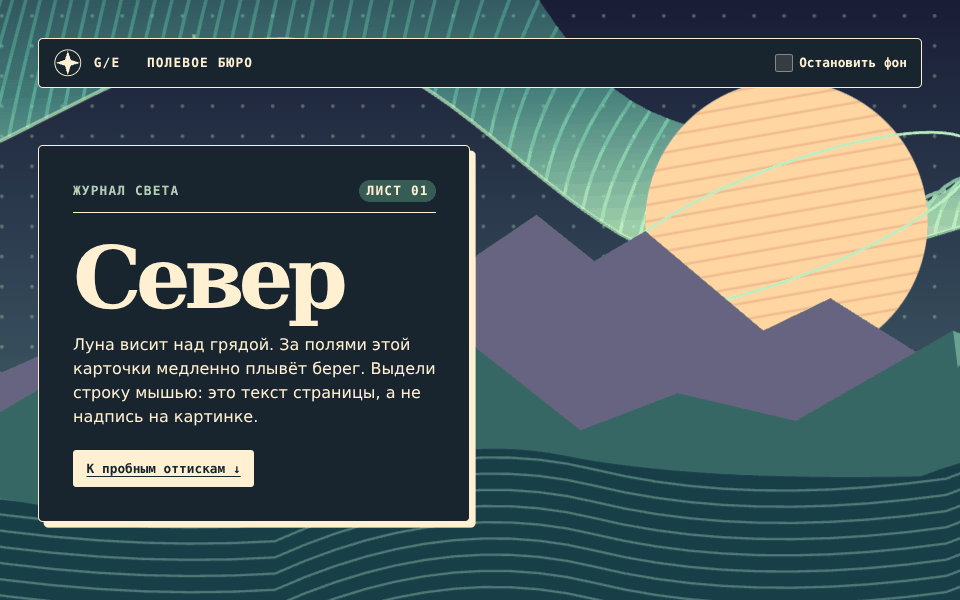 G/E ПОЛЕВОЕ БЮРО
Остановить фон
ЖУРНАЛ СВЕТА
ЛИСТ 01
Север
Луна висит над грядой. За полями этой
карточки медленно плывёт берег. Выдели
строку мышью: это текст страницы, а не
надпись на картинке.
К пробным оттискам ↓